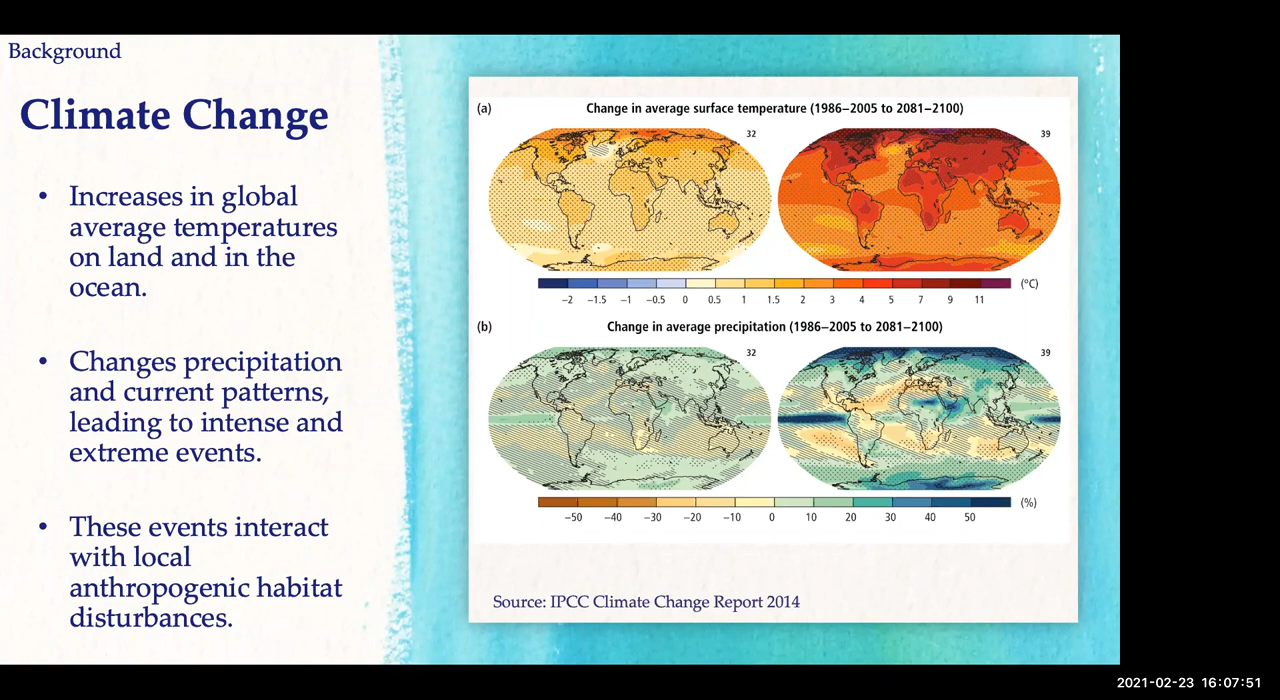 Background
Climate Change
• Increases in global
average temperatures
on land and in the
ocean.
• Changes precipitation
and current patterns,
leading to intense and
extreme events.
• These events interact
with local
anthropogenic habitat
disturbances.
(a) Change in average surface temperature (1986–2005 to 2081–2100)
32 39
−2 −1.5 −1 −0.5 0 0.5 1 1.5 2 3 4 5 7 9 11 (°C)
(b) Change in average precipitation (1986–2005 to 2081–2100)
32 39
−50 −40 −30 −20 −10 0 10 20 30 40 50 (%)
Source: IPCC Climate Change Report 2014
2021-02-23 16:07:51